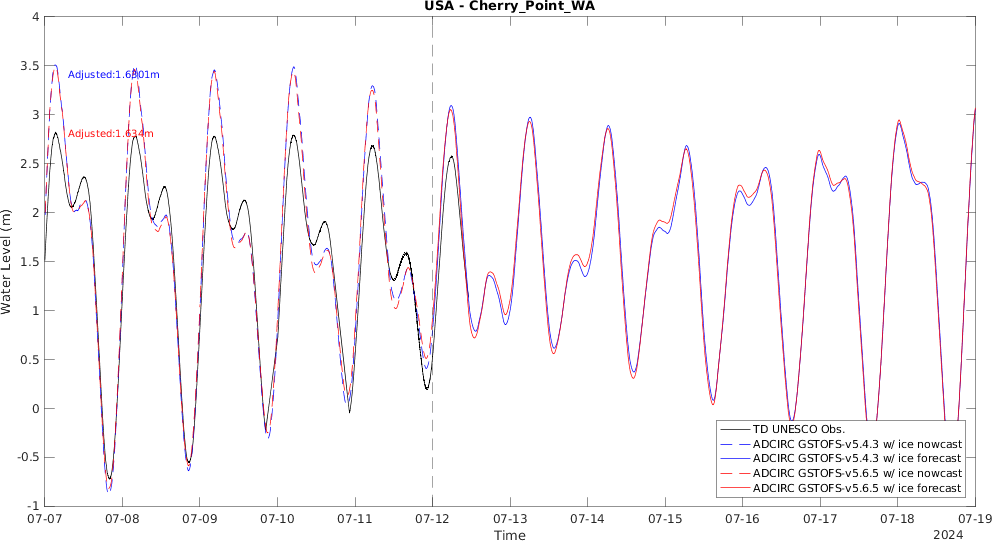 USA - Cherry_Point_WA
4
3.5
3
2.5
2
1.5
1
0.5
0
-0.5
-1
Water Level (m)
Adjusted:1.6301m
Adjusted:1.634m
TD UNESCO Obs.
ADCIRC GSTOFS-v5.4.3 w/ ice nowcast
ADCIRC GSTOFS-v5.4.3 w/ ice forecast
ADCIRC GSTOFS-v5.6.5 w/ ice nowcast
ADCIRC GSTOFS-v5.6.5 w/ ice forecast
07-07 07-08 07-09 07-10 07-11 07-12 07-13 07-14 07-15 07-16 07-17 07-18 07-19
Time
2024